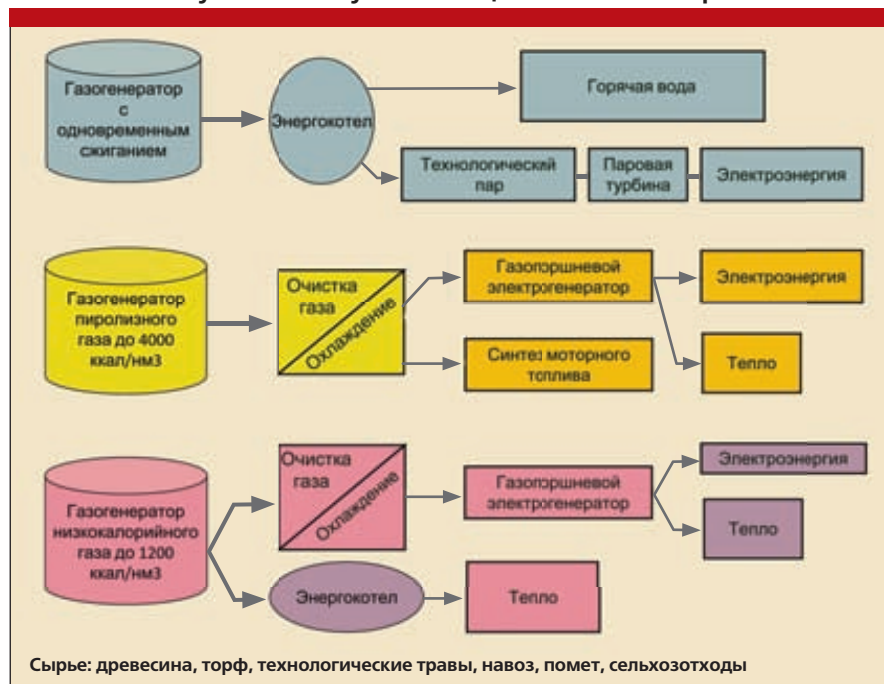 Газогенератор
с
одновременным
сжиганием
Энергокотел
Горячая вода
Технологический
пар
Паровая
турбина
Электроэнергия
Газогенератор
пиролизного
газа до 4000
ккал/нм3
Очистка
газа
Охлаждение
Газопоршневой
электрогенератор
Электроэнергия
Синтез моторного
топлива
Тепло
Газогенератор
низкокалорийного
газа до 1200
ккал/нм3
Очистка
газа
Охлаждение
Газопоршневой
электрогенератор
Электроэнергия
Тепло
Энергокотел
Тепло
Сырье: древесина, торф, технологические травы, навоз, помет, сельхозотходы